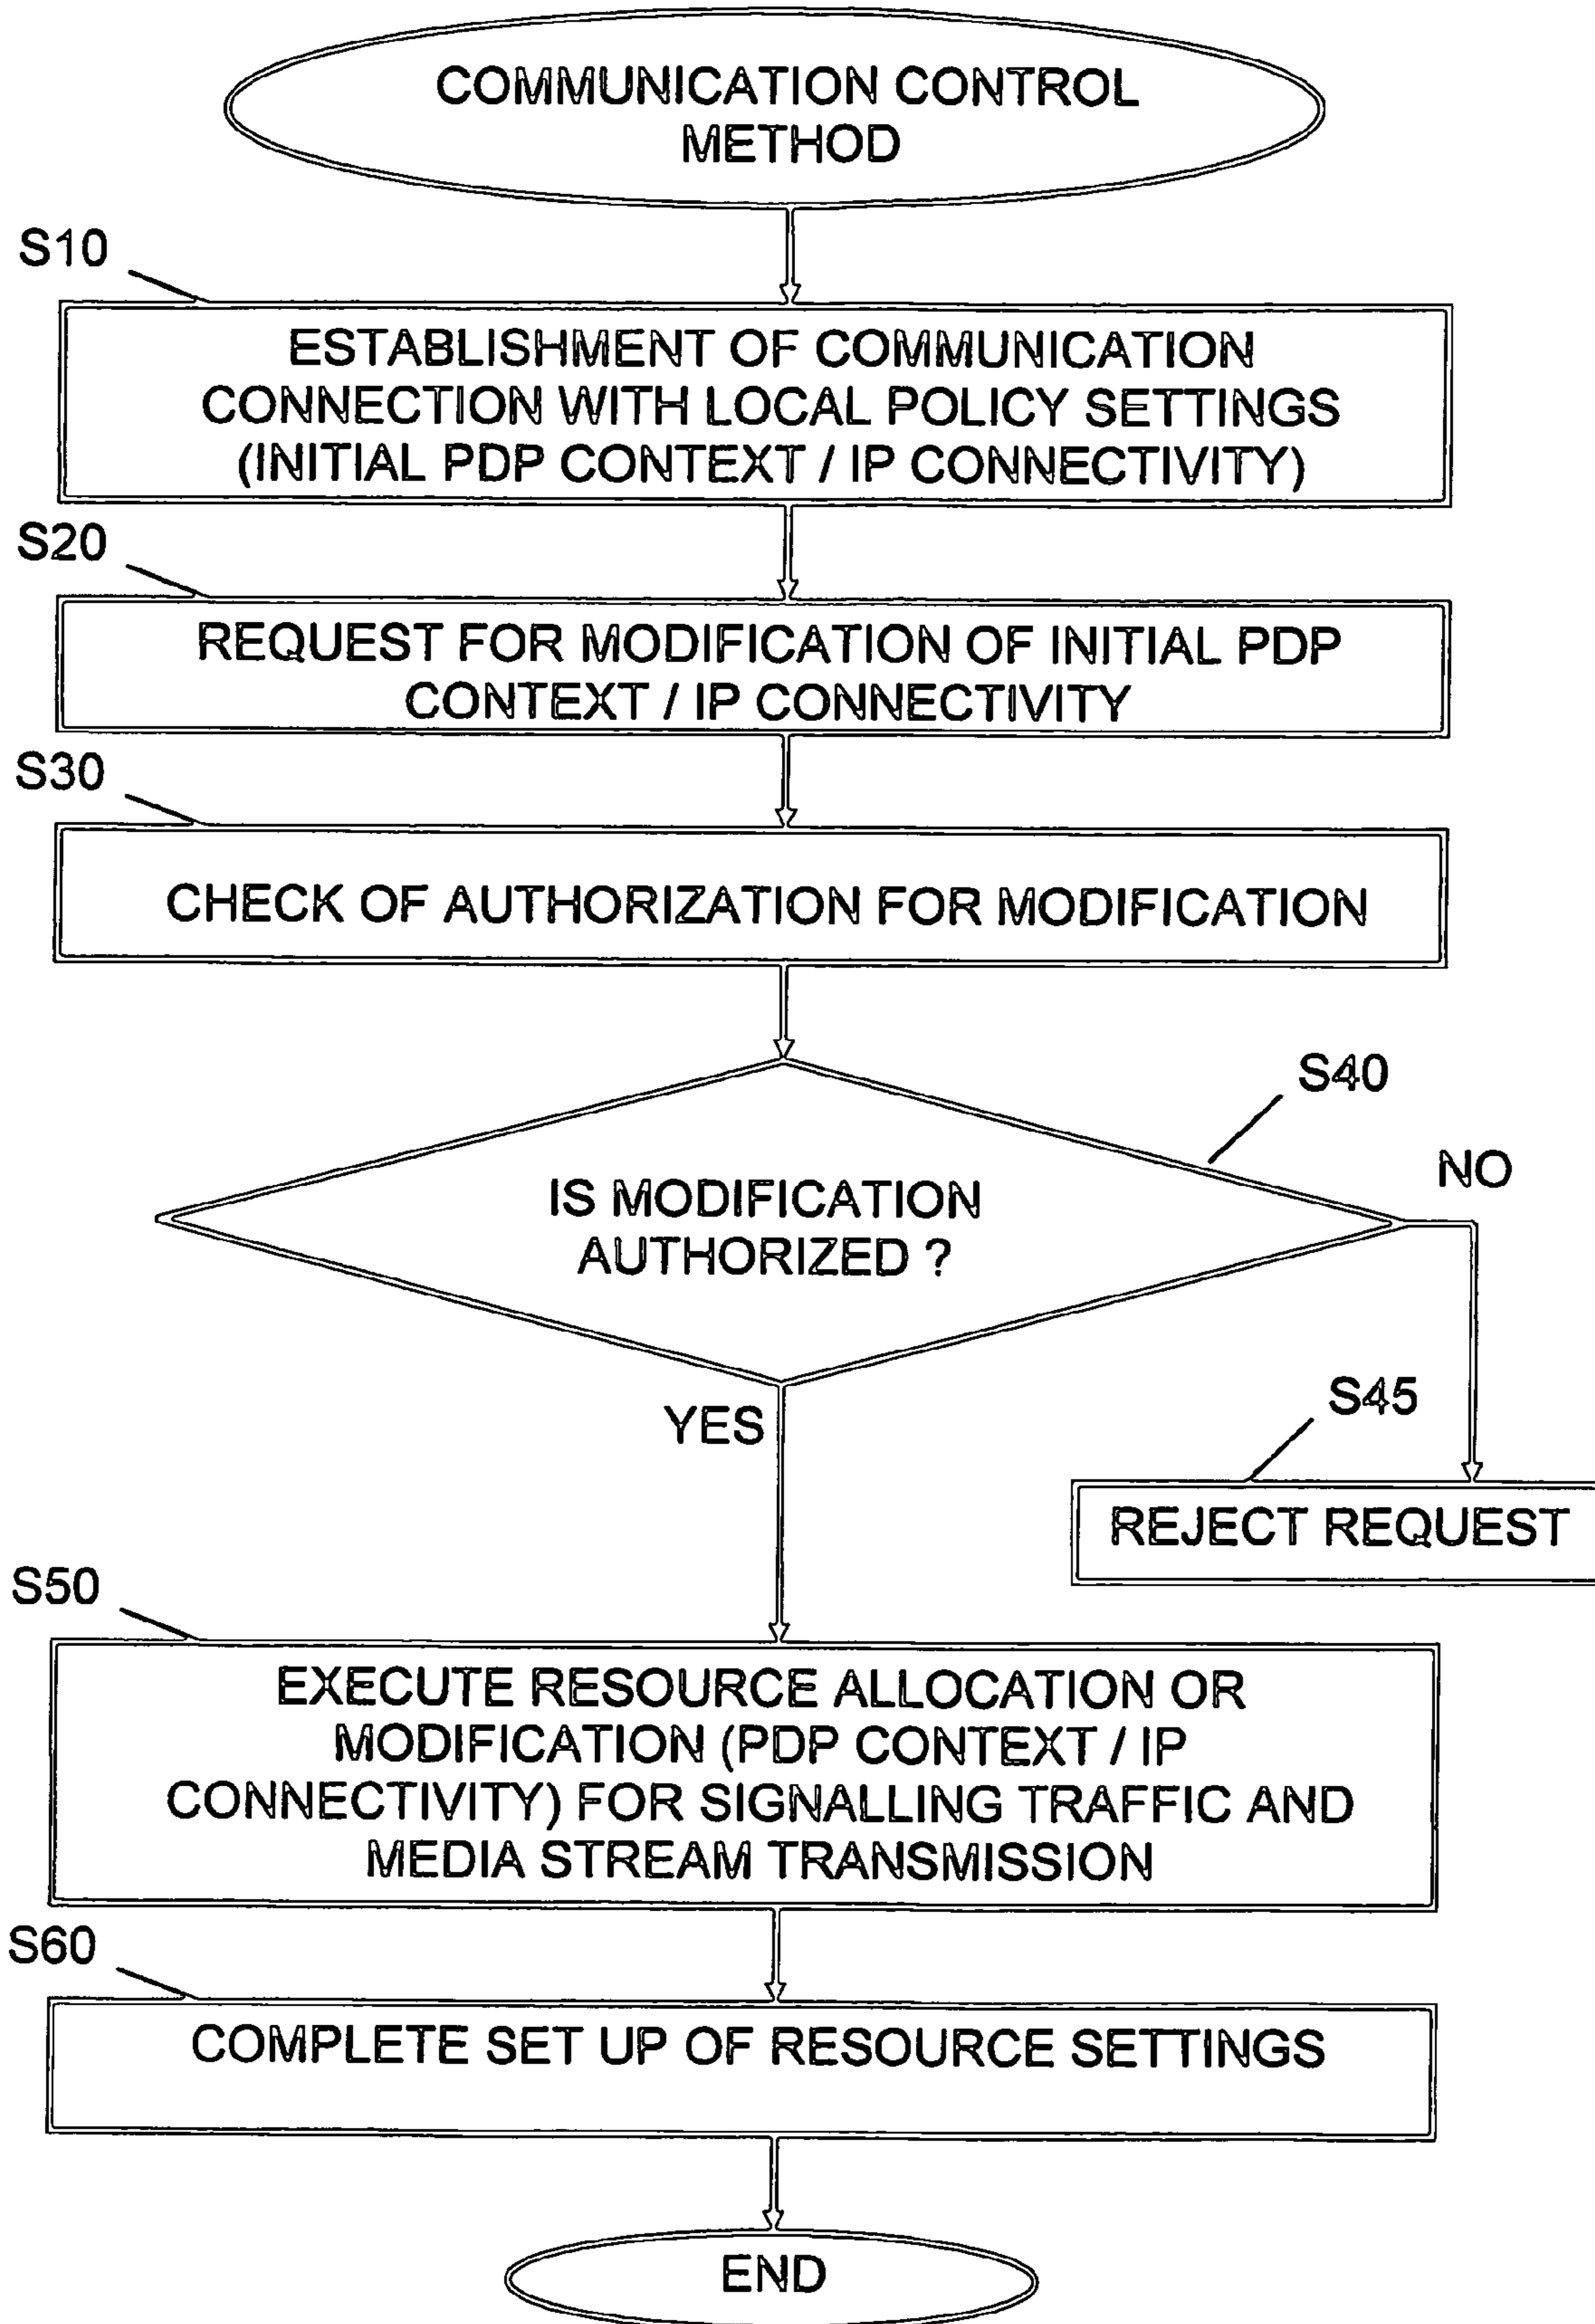 COMMUNICATION CONTROL
METHOD
S10
ESTABLISHMENT OF COMMUNICATION
CONNECTION WITH LOCAL POLICY SETTINGS
(INITIAL PDP CONTEXT / IP CONNECTIVITY)
S20
REQUEST FOR MODIFICATION OF INITIAL PDP
CONTEXT / IP CONNECTIVITY
S30
CHECK OF AUTHORIZATION FOR MODIFICATION
S40
NO
IS MODIFICATION
AUTHORIZED ?
YES
S45
REJECT REQUEST
S50
EXECUTE RESOURCE ALLOCATION OR
MODIFICATION (PDP CONTEXT / IP
CONNECTIVITY) FOR SIGNALLING TRAFFIC AND
MEDIA STREAM TRANSMISSION
S60
COMPLETE SET UP OF RESOURCE SETTINGS
END